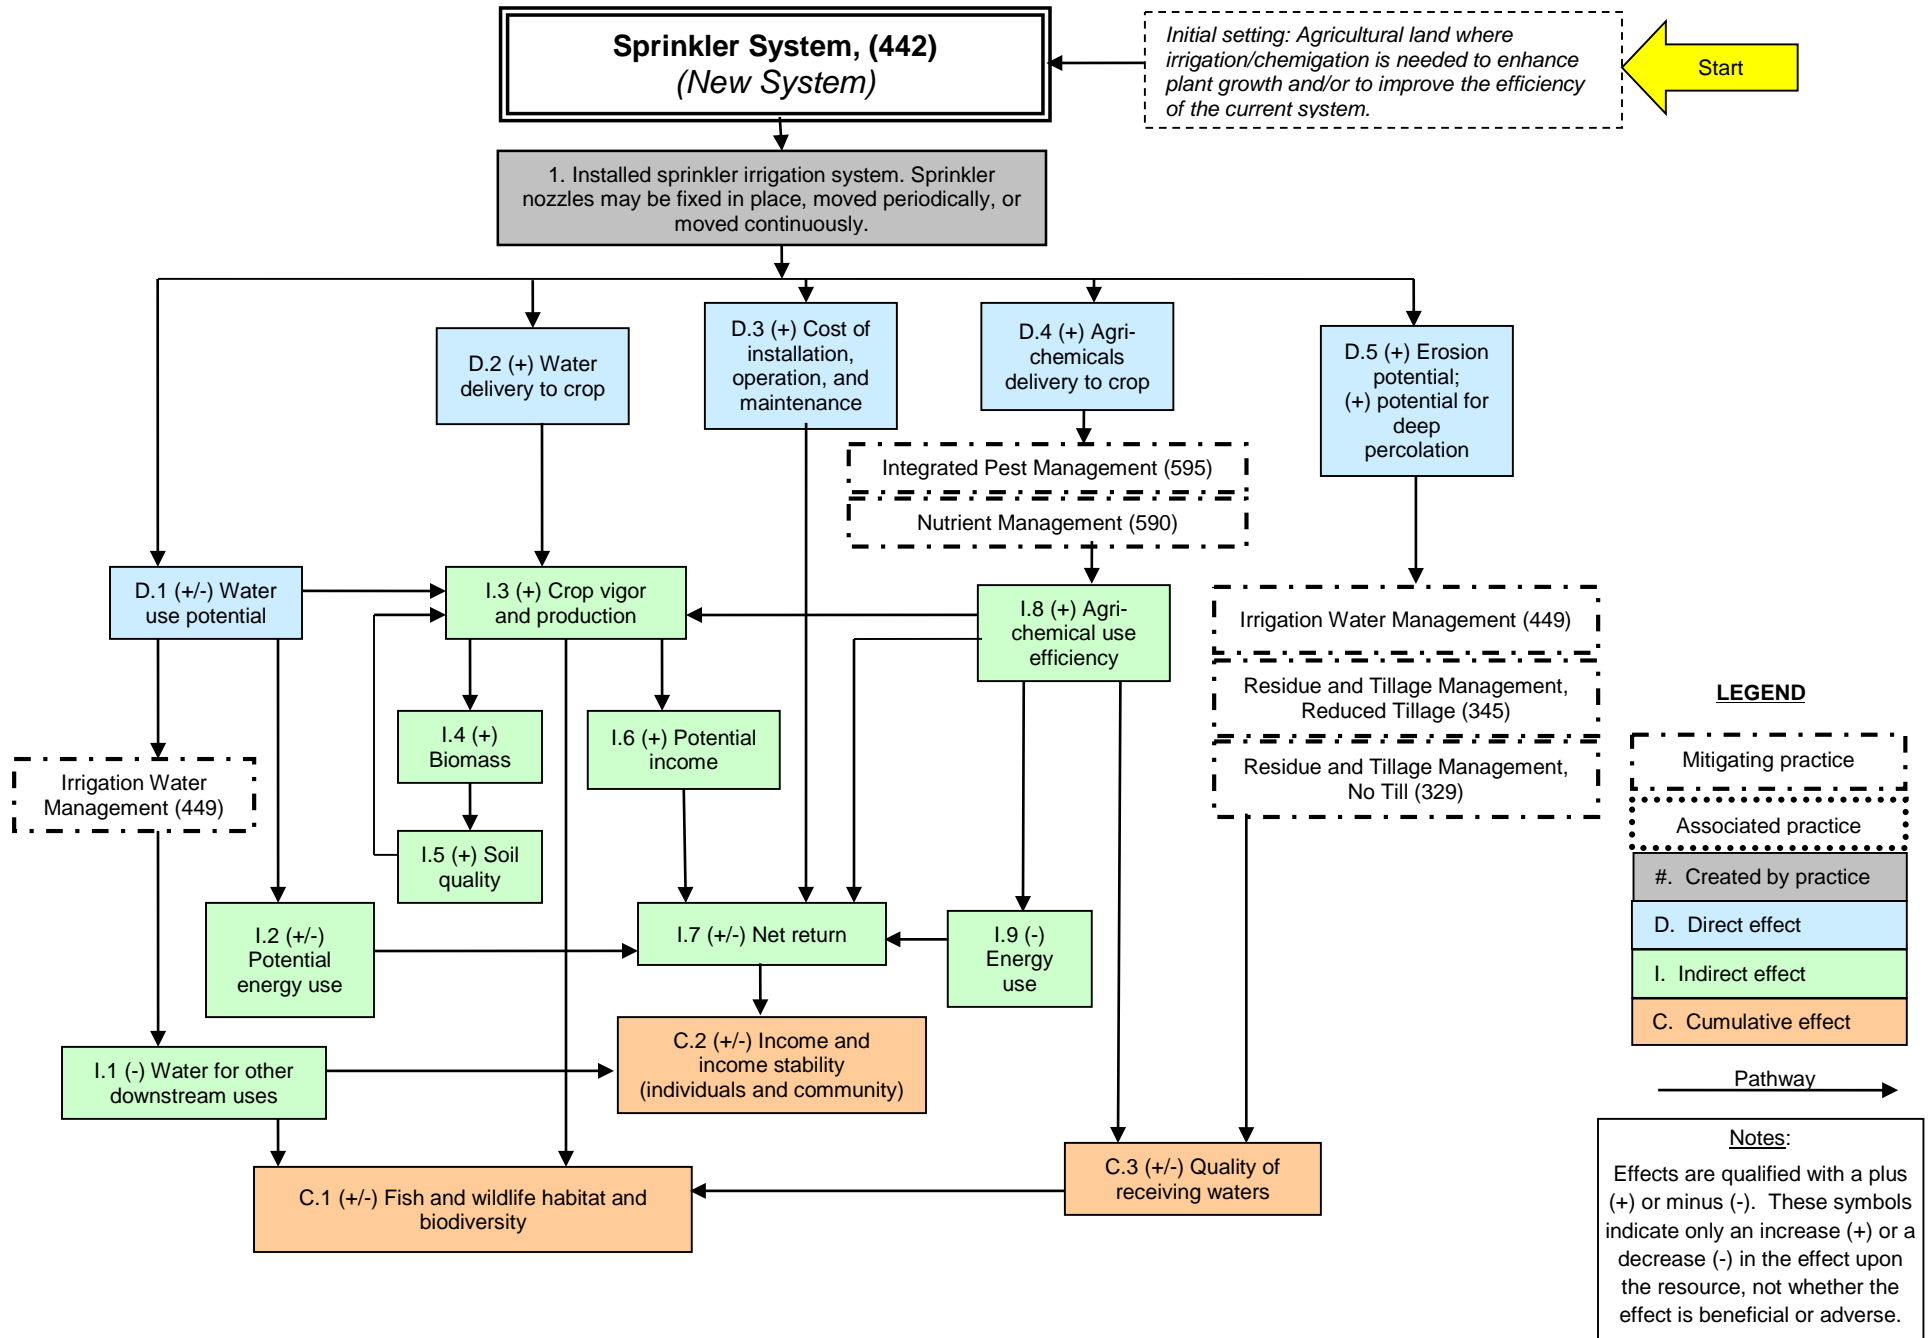 Sprinkler System, (442)
(New System)
Initial setting: Agricultural land where
irrigation/chemigation is needed to enhance
plant growth and/or to improve the efficiency
of the current system.
Start
1. Installed sprinkler irrigation system. Sprinkler
nozzles may be fixed in place, moved periodically, or
moved continuously.
D.2 (+) Water
delivery to crop
D.3 (+) Cost of
installation,
operation, and
maintenance
D.4 (+) Agri-
chemicals
delivery to crop
D.5 (+) Erosion
potential;
(+) potential for
deep
percolation
Integrated Pest Management (595)
Nutrient Management (590)
D.1 (+/-) Water
use potential
I.3 (+) Crop vigor
and production
I.8 (+) Agri-
chemical use
efficiency
Irrigation Water Management (449)
Residue and Tillage Management,
Reduced Tillage (345)
Residue and Tillage Management,
No Till (329)
I.4 (+)
Biomass
I.6 (+) Potential
income
Irrigation Water
Management (449)
I.5 (+) Soil
quality
I.2 (+/-)
Potential
energy use
I.7 (+/-) Net return
I.9 (-)
Energy
use
I.1 (-) Water for other
downstream uses
C.2 (+/-) Income and
income stability
(individuals and community)
C.1 (+/-) Fish and wildlife habitat and
biodiversity
C.3 (+/-) Quality of
receiving waters
LEGEND
Mitigating practice
Associated practice
#. Created by practice
D. Direct effect
I. Indirect effect
C. Cumulative effect
Pathway
Notes:
Effects are qualified with a plus
(+) or minus (-). These symbols
indicate only an increase (+) or a
decrease (-) in the effect upon
the resource, not whether the
effect is beneficial or adverse.